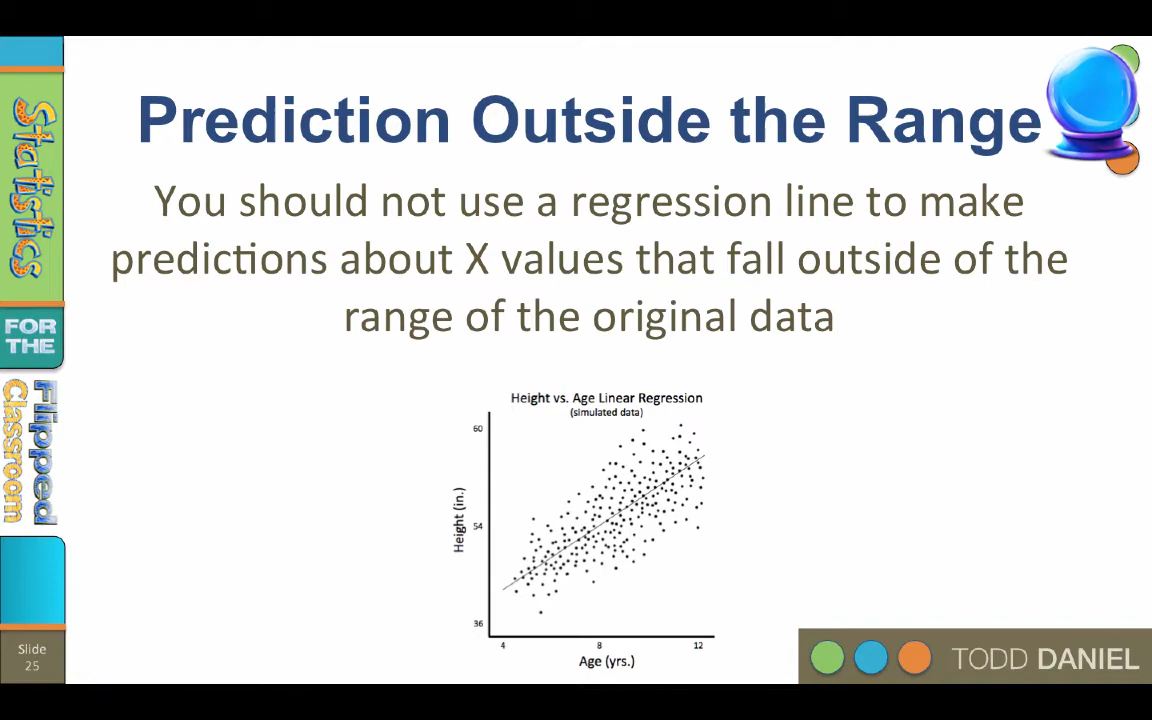 Prediction Outside the Range
You should not use a regression line to make
predictions about X values that fall outside of the
range of the original data
Height vs. Age Linear Regression
(simulated data)
60
54
36
Height (in.)
4
8
12
Age (yrs.)
Statistics
FOR
THE
Flipped
Classroom
Slide
25
TODD DANIEL